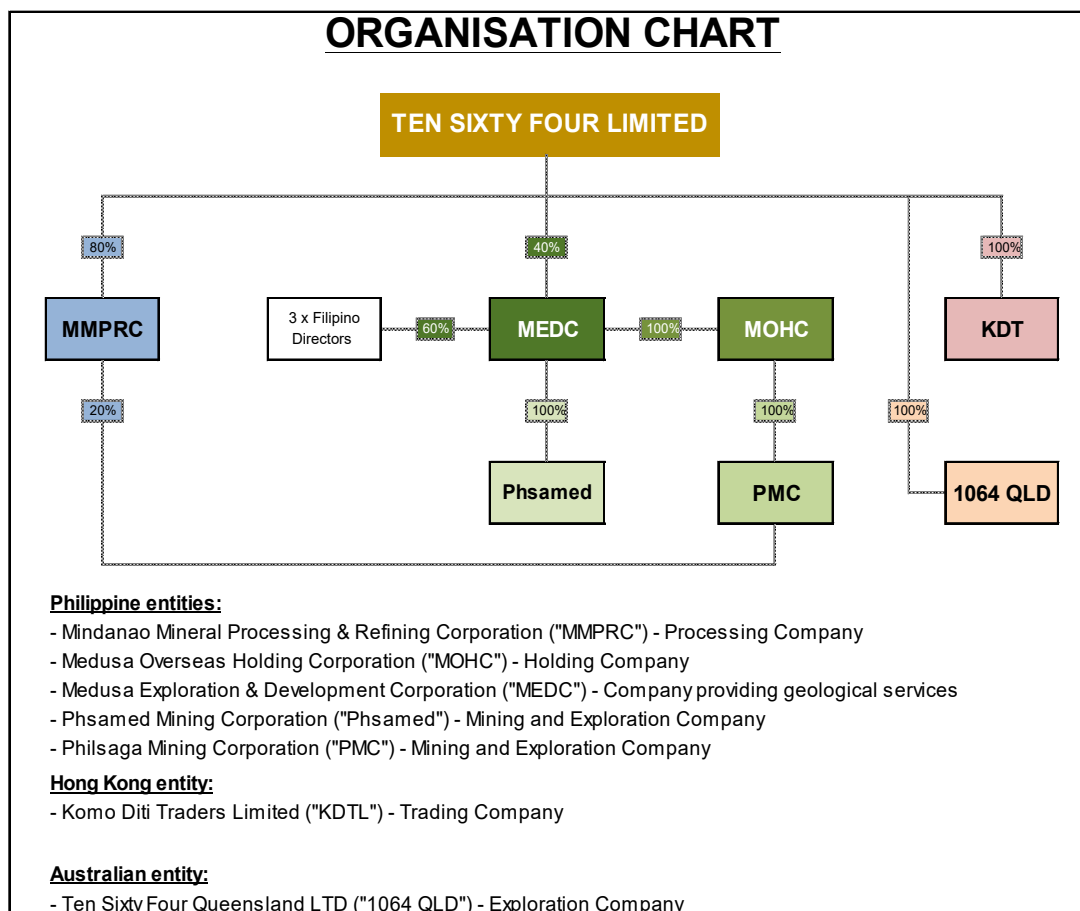 ORGANISATION CHART
TEN SIXTY FOUR LIMITED
80%
40%
100%
MMPRC
3 x Filipino
Directors
60%
MEDC
100%
MOHC
KDT
20%
100%
100%
100%
Phsamed
PMC
1064 QLD
Philippine entities:
- Mindanao Mineral Processing & Refining Corporation ("MMPRC") - Processing Company
- Medusa Overseas Holding Corporation ("MOHC") - Holding Company
- Medusa Exploration & Development Corporation ("MEDC") - Company providing geological services
- Phsamed Mining Corporation ("Phsamed") - Mining and Exploration Company
- Philsaga Mining Corporation ("PMC") - Mining and Exploration Company
Hong Kong entity:
- Komo Diti Traders Limited ("KDTL") - Trading Company
Australian entity:
- Ten Sixty Four Queensland LTD ("1064 QLD") - Exploration Company